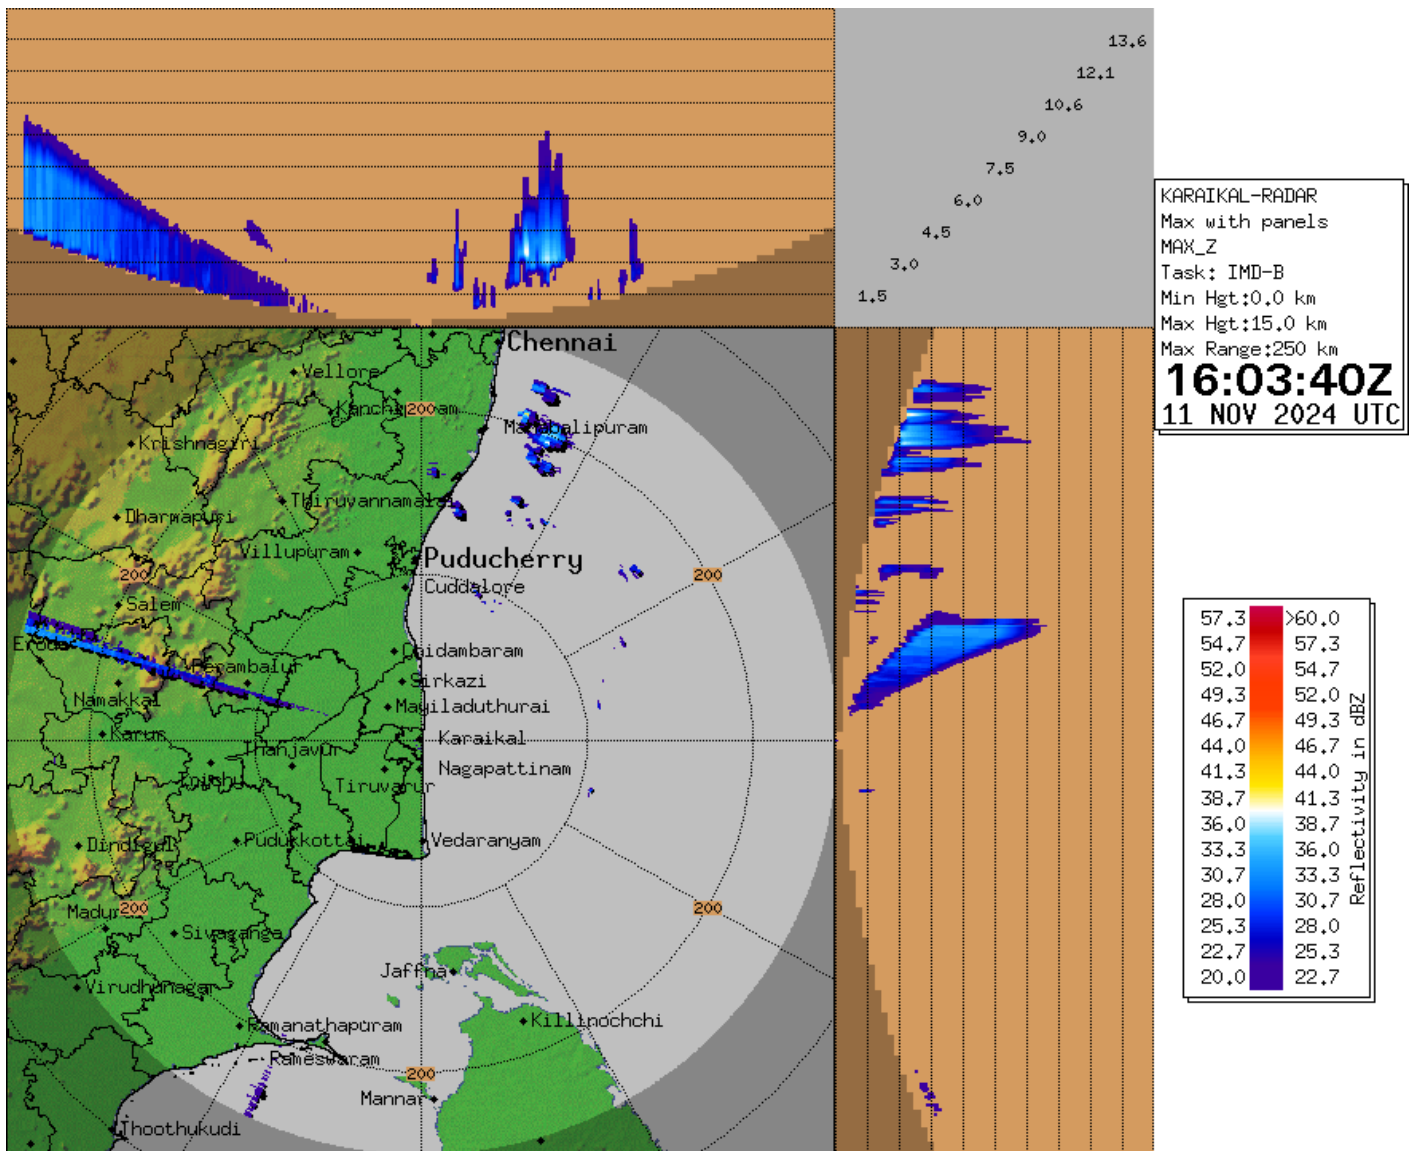 13.6
12.1
10.6
9.0
7.5
6.0
4.5
3.0
1.5
KARAIKAL-RADAR
Max with panels
MAX_Z
Task: IMD-B
Min Hgt:0.0 km
Max Hgt:15.0 km
Max Range:250 km
16:03:40Z
11 NOV 2024 UTC
Chennai
Vellore
200
Mamabalipuram
Krishnagiri
Thiruvannamalai
Dharmapuri
Villupuram
Puducherry
200
200
Cuddalore
Salem
Erode
Chidambaram
Perambalur
Sirkazi
Namakkal
Mayiladuthurai
Karur
Karaikal
Thanjavur
Nagapattinam
Tiruvarur
Pudukkottai
Vedaranyam
Dindigul
200
200
Madurai
Sivaganga
Jaffna
Virudhunagar
Ramanathapuram
Killinochchi
Rameswaram
200
Mannar
Thoothukudi
57.3 >60.0
54.7 57.3
52.0 54.7
49.3 52.0
46.7 49.3
44.0 46.7
41.3 44.0
38.7 41.3
36.0 38.7
33.3 36.0
30.7 33.3
28.0 30.7
25.3 28.0
22.7 25.3
20.0 22.7
Reflectivity in dBZ